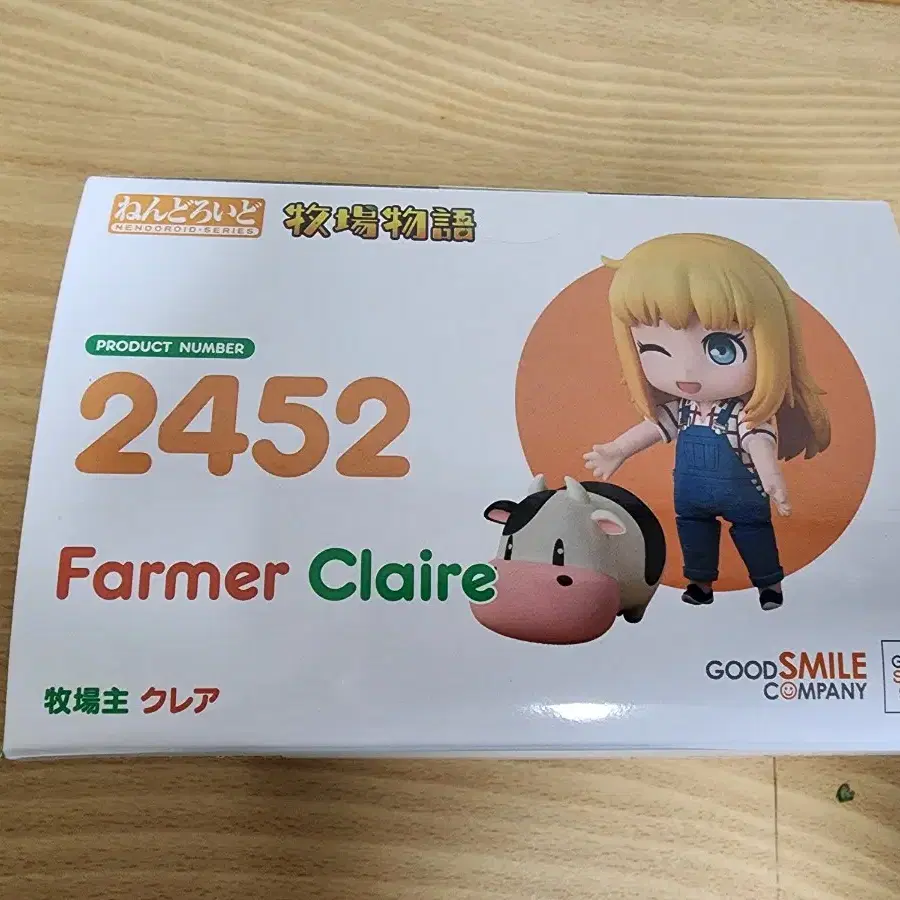 ねんどろいど
NENDOROID・SERIES
牧場物語
PRODUCT NUMBER
2452
Farmer Claire
牧場主 クレア
GOOD SMILE
COMPANY